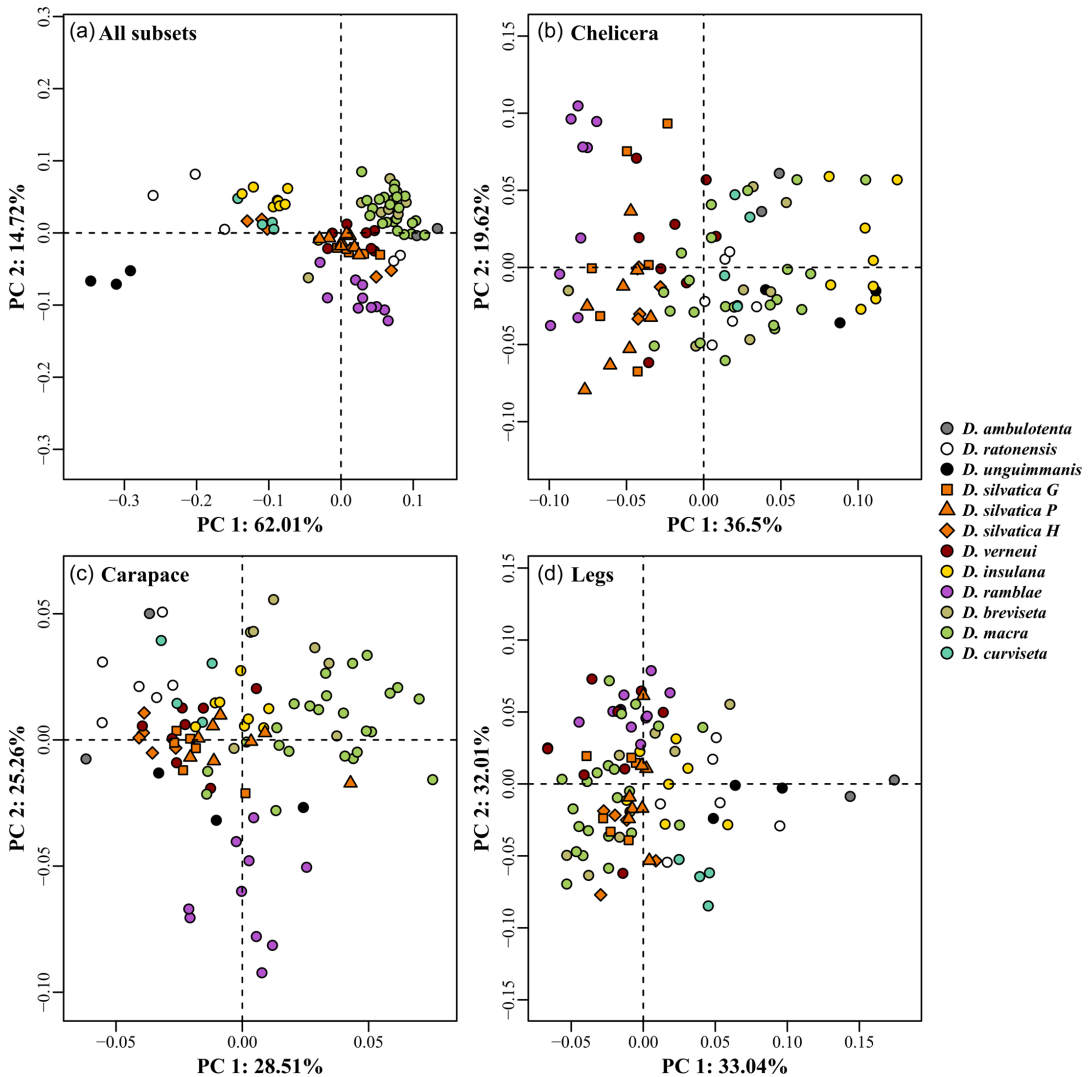 (a) All subsets
PC 2: 14.72%
0.3
0.2
0.1
0.0
−0.1
−0.2
−0.3
−0.3 −0.2 −0.1 0.0 0.1
PC 1: 62.01%
(b) Chelicera
PC 2: 19.62%
0.15
0.10
0.05
0.00
−0.05
−0.10
−0.10 −0.05 0.00 0.05 0.10
PC 1: 36.5%
(c) Carapace
PC 2: 25.26%
0.05
0.00
−0.05
−0.10
−0.05 0.00 0.05
PC 1: 28.51%
(d) Legs
PC 2: 32.01%
0.15
0.10
0.05
0.00
−0.05
−0.10
−0.15
−0.05 0.00 0.05 0.10 0.15
PC 1: 33.04%
D. ambulotenta
D. ratonensis
D. unguimmanis
D. silvatica G
D. silvatica P
D. silvatica H
D. verneui
D. insulana
D. ramblae
D. breviseta
D. macra
D. curviseta